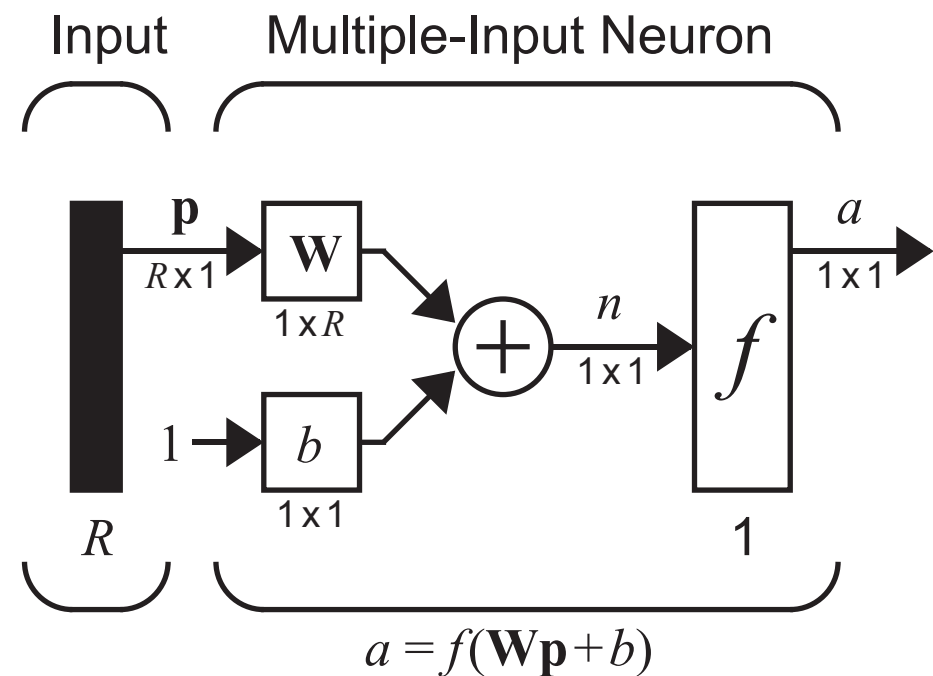 Input Multiple-Input Neuron
p a
W
R x 1 1 x 1
1 x R n
f
1 x 1
1 b
1 x 1
R 1
a = f(Wp + b)